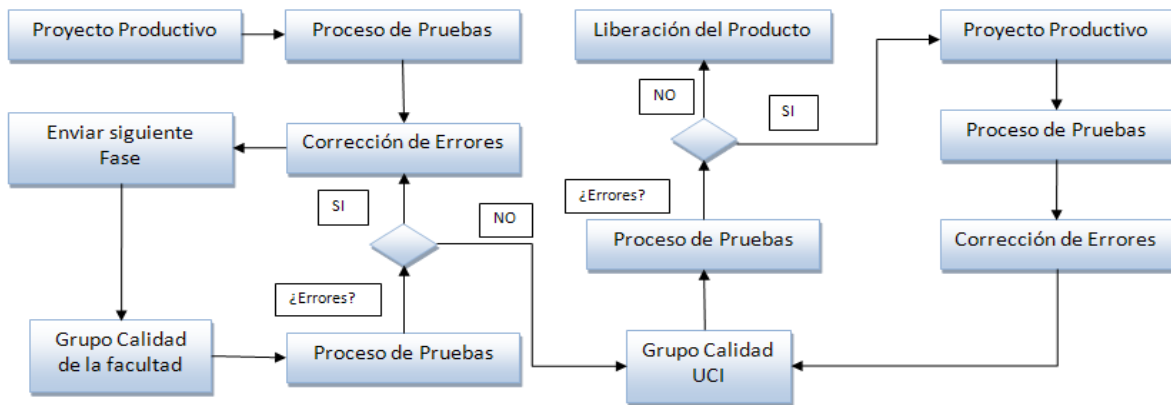 Proyecto Productivo
Proceso de Pruebas
Liberación del Producto
Proyecto Productivo
NO
SI
Enviar siguiente
Fase
Corrección de Errores
Proceso de Pruebas
SI
NO
¿Errores?
Proceso de Pruebas
Corrección de Errores
¿Errores?
Grupo Calidad
de la facultad
Proceso de Pruebas
Grupo Calidad
UCI